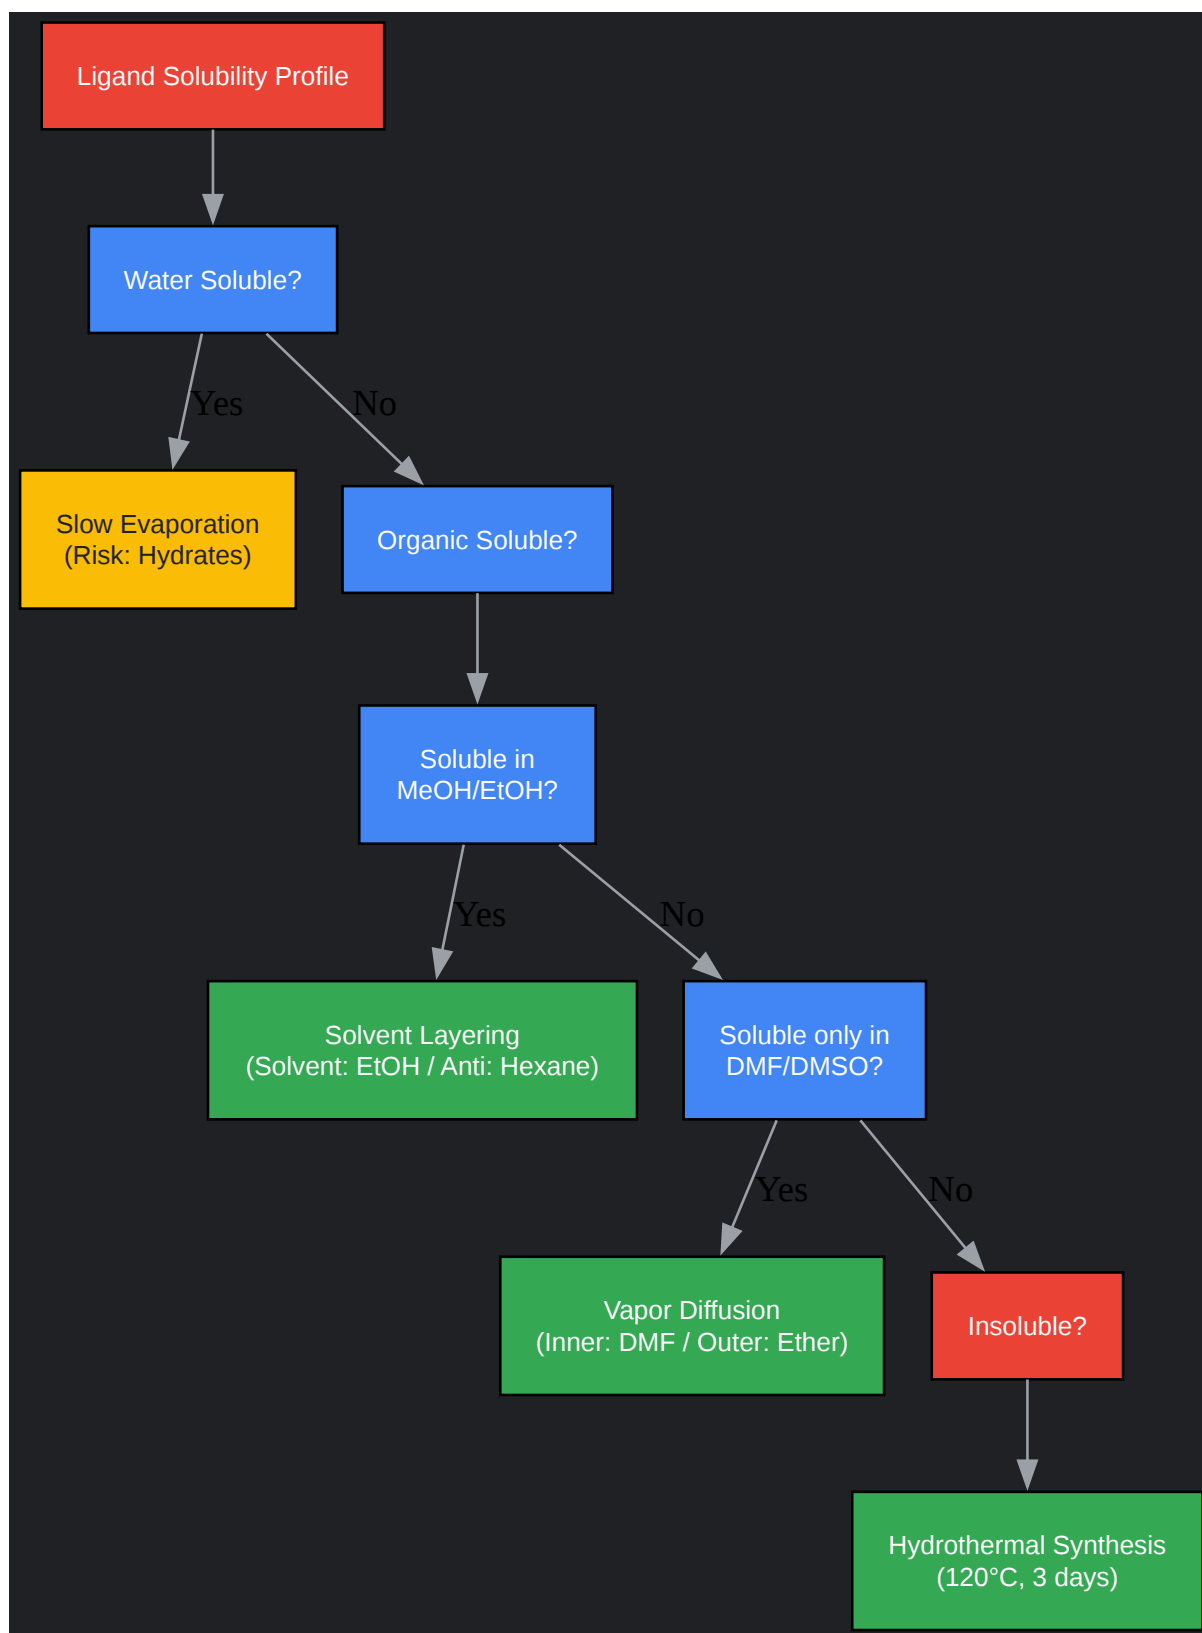 Ligand Solubility Profile
Water Soluble?
Yes
No
Slow Evaporation
(Risk: Hydrates)
Organic Soluble?
Soluble in
MeOH/EtOH?
Yes
No
Solvent Layering
(Solvent: EtOH / Anti: Hexane)
Soluble only in
DMF/DMSO?
Yes
No
Vapor Diffusion
(Inner: DMF / Outer: Ether)
Insoluble?
Hydrothermal Synthesis
(120°C, 3 days)